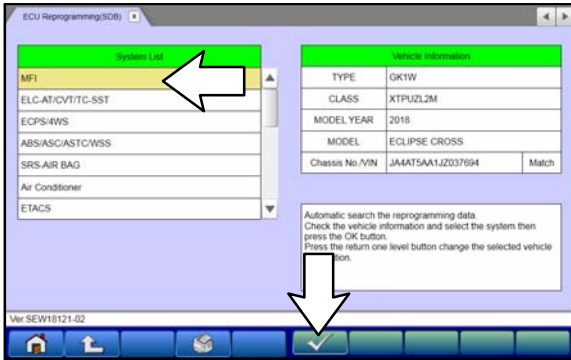 ECU Reprogramming(SDB) x
System List
MFI
ELC-AT/CVT/TC-SST
ECPS/4WS
ABS/ASC/ASTC/WSS
SRS-AIR BAG
Air Conditioner
ETACS
Vehicle Information
TYPE GK1W
CLASS XTPUZL2M
MODEL YEAR 2018
MODEL ECLIPSE CROSS
Chassis No./VIN JA4AT5AA1JZ037694 Match
Automatic search the reprogramming data.
Check the vehicle information and select the system then
press the OK button.
Press the return one level button change the selected vehicle
Ver.SEW18121-02